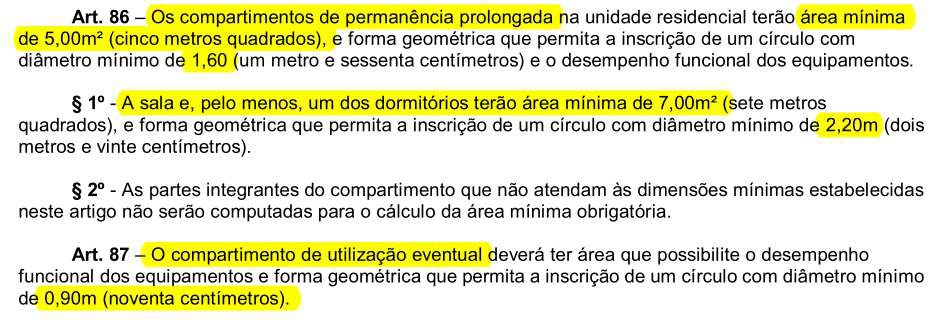 Art. 86 – Os compartimentos de permanência prolongada na unidade residencial terão área mínima
de 5,00m² (cinco metros quadrados), e forma geométrica que permita a inscrição de um círculo com
diâmetro mínimo de 1,60 (um metro e sessenta centímetros) e o desempenho funcional dos equipamentos.
§ 1º - A sala e, pelo menos, um dos dormitórios terão área mínima de 7,00m² (sete metros
quadrados), e forma geométrica que permita a inscrição de um círculo com diâmetro mínimo de 2,20m (dois
metros e vinte centímetros).
§ 2º - As partes integrantes do compartimento que não atendam às dimensões mínimas estabelecidas
neste artigo não serão computadas para o cálculo da área mínima obrigatória.
Art. 87 – O compartimento de utilização eventual deverá ter área que possibilite o desempenho
funcional dos equipamentos e forma geométrica que permita a inscrição de um círculo com diâmetro mínimo
de 0,90m (noventa centímetros).